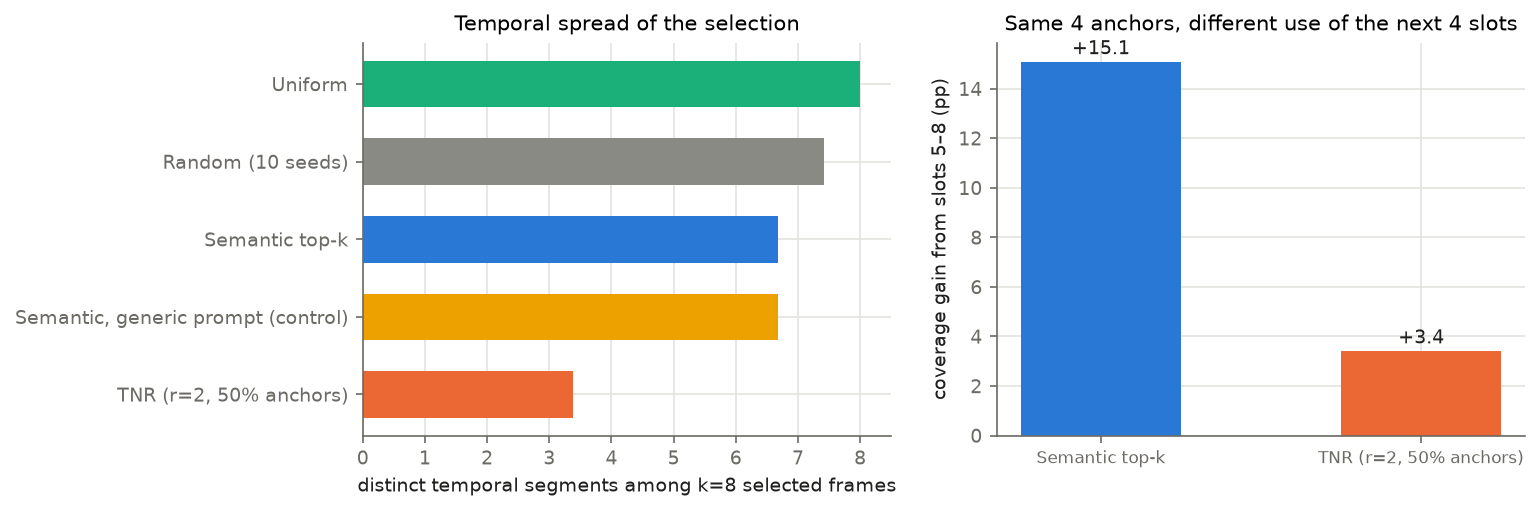 Temporal spread of the selection
Uniform
Random (10 seeds)
Semantic top-k
Semantic, generic prompt (control)
TNR (r=2, 50% anchors)
0 1 2 3 4 5 6 7 8
distinct temporal segments among k=8 selected frames
Same 4 anchors, different use of the next 4 slots
coverage gain from slots 5–8 (pp)
14
12
10
8
6
4
2
0
+15.1
+3.4
Semantic top-k
TNR (r=2, 50% anchors)